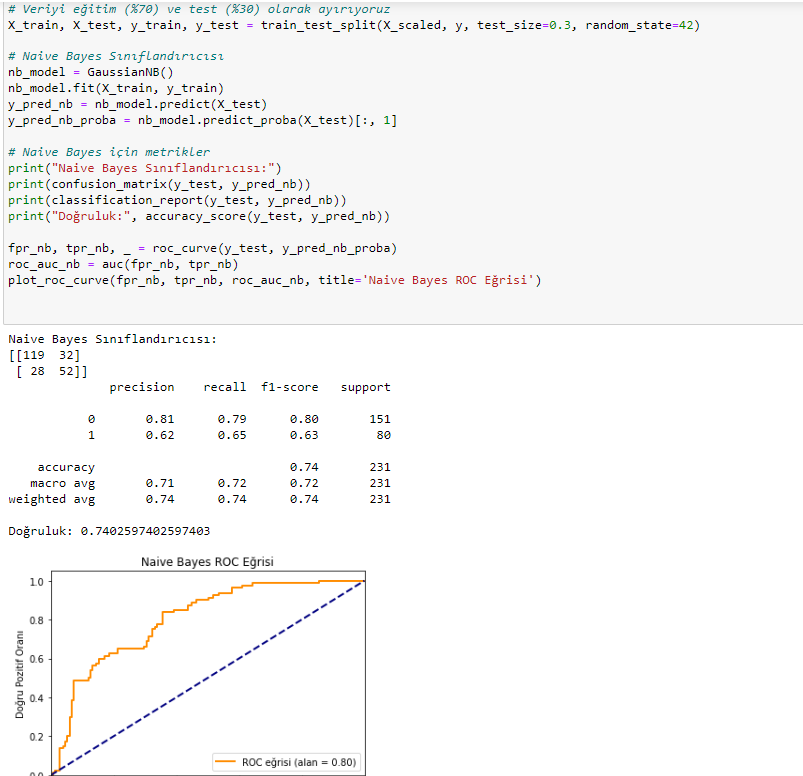 # Veriyi eğitim (%70) ve test (%30) olarak ayırıyoruz
X_train, X_test, y_train, y_test = train_test_split(X_scaled, y, test_size=0.3, random_state=42)
# Naive Bayes Sınıflandırıcısı
nb_model = GaussianNB()
nb_model.fit(X_train, y_train)
y_pred_nb = nb_model.predict(X_test)
y_pred_nb_proba = nb_model.predict_proba(X_test)[:, 1]
# Naive Bayes için metrikler
print("Naive Bayes Sınıflandırıcısı:")
print(confusion_matrix(y_test, y_pred_nb))
print(classification_report(y_test, y_pred_nb))
print("Doğruluk:", accuracy_score(y_test, y_pred_nb))
fpr_nb, tpr_nb, _ = roc_curve(y_test, y_pred_nb_proba)
roc_auc_nb = auc(fpr_nb, tpr_nb)
plot_roc_curve(fpr_nb, tpr_nb, roc_auc_nb, title='Naive Bayes ROC Eğrisi')
Naive Bayes Sınıflandırıcısı:
[[119 32]
[ 28 52]]
precision recall f1-score support
0 0.81 0.79 0.80 151
1 0.62 0.65 0.63 80
accuracy 0.74 231
macro avg 0.71 0.72 0.72 231
weighted avg 0.74 0.74 0.74 231
Doğruluk: 0.7402597402597403
Naive Bayes ROC Eğrisi
1.0
0.8
0.6
0.4
0.2
0.0
Doğru Pozitif Oranı
ROC eğrisi (alan = 0.80)